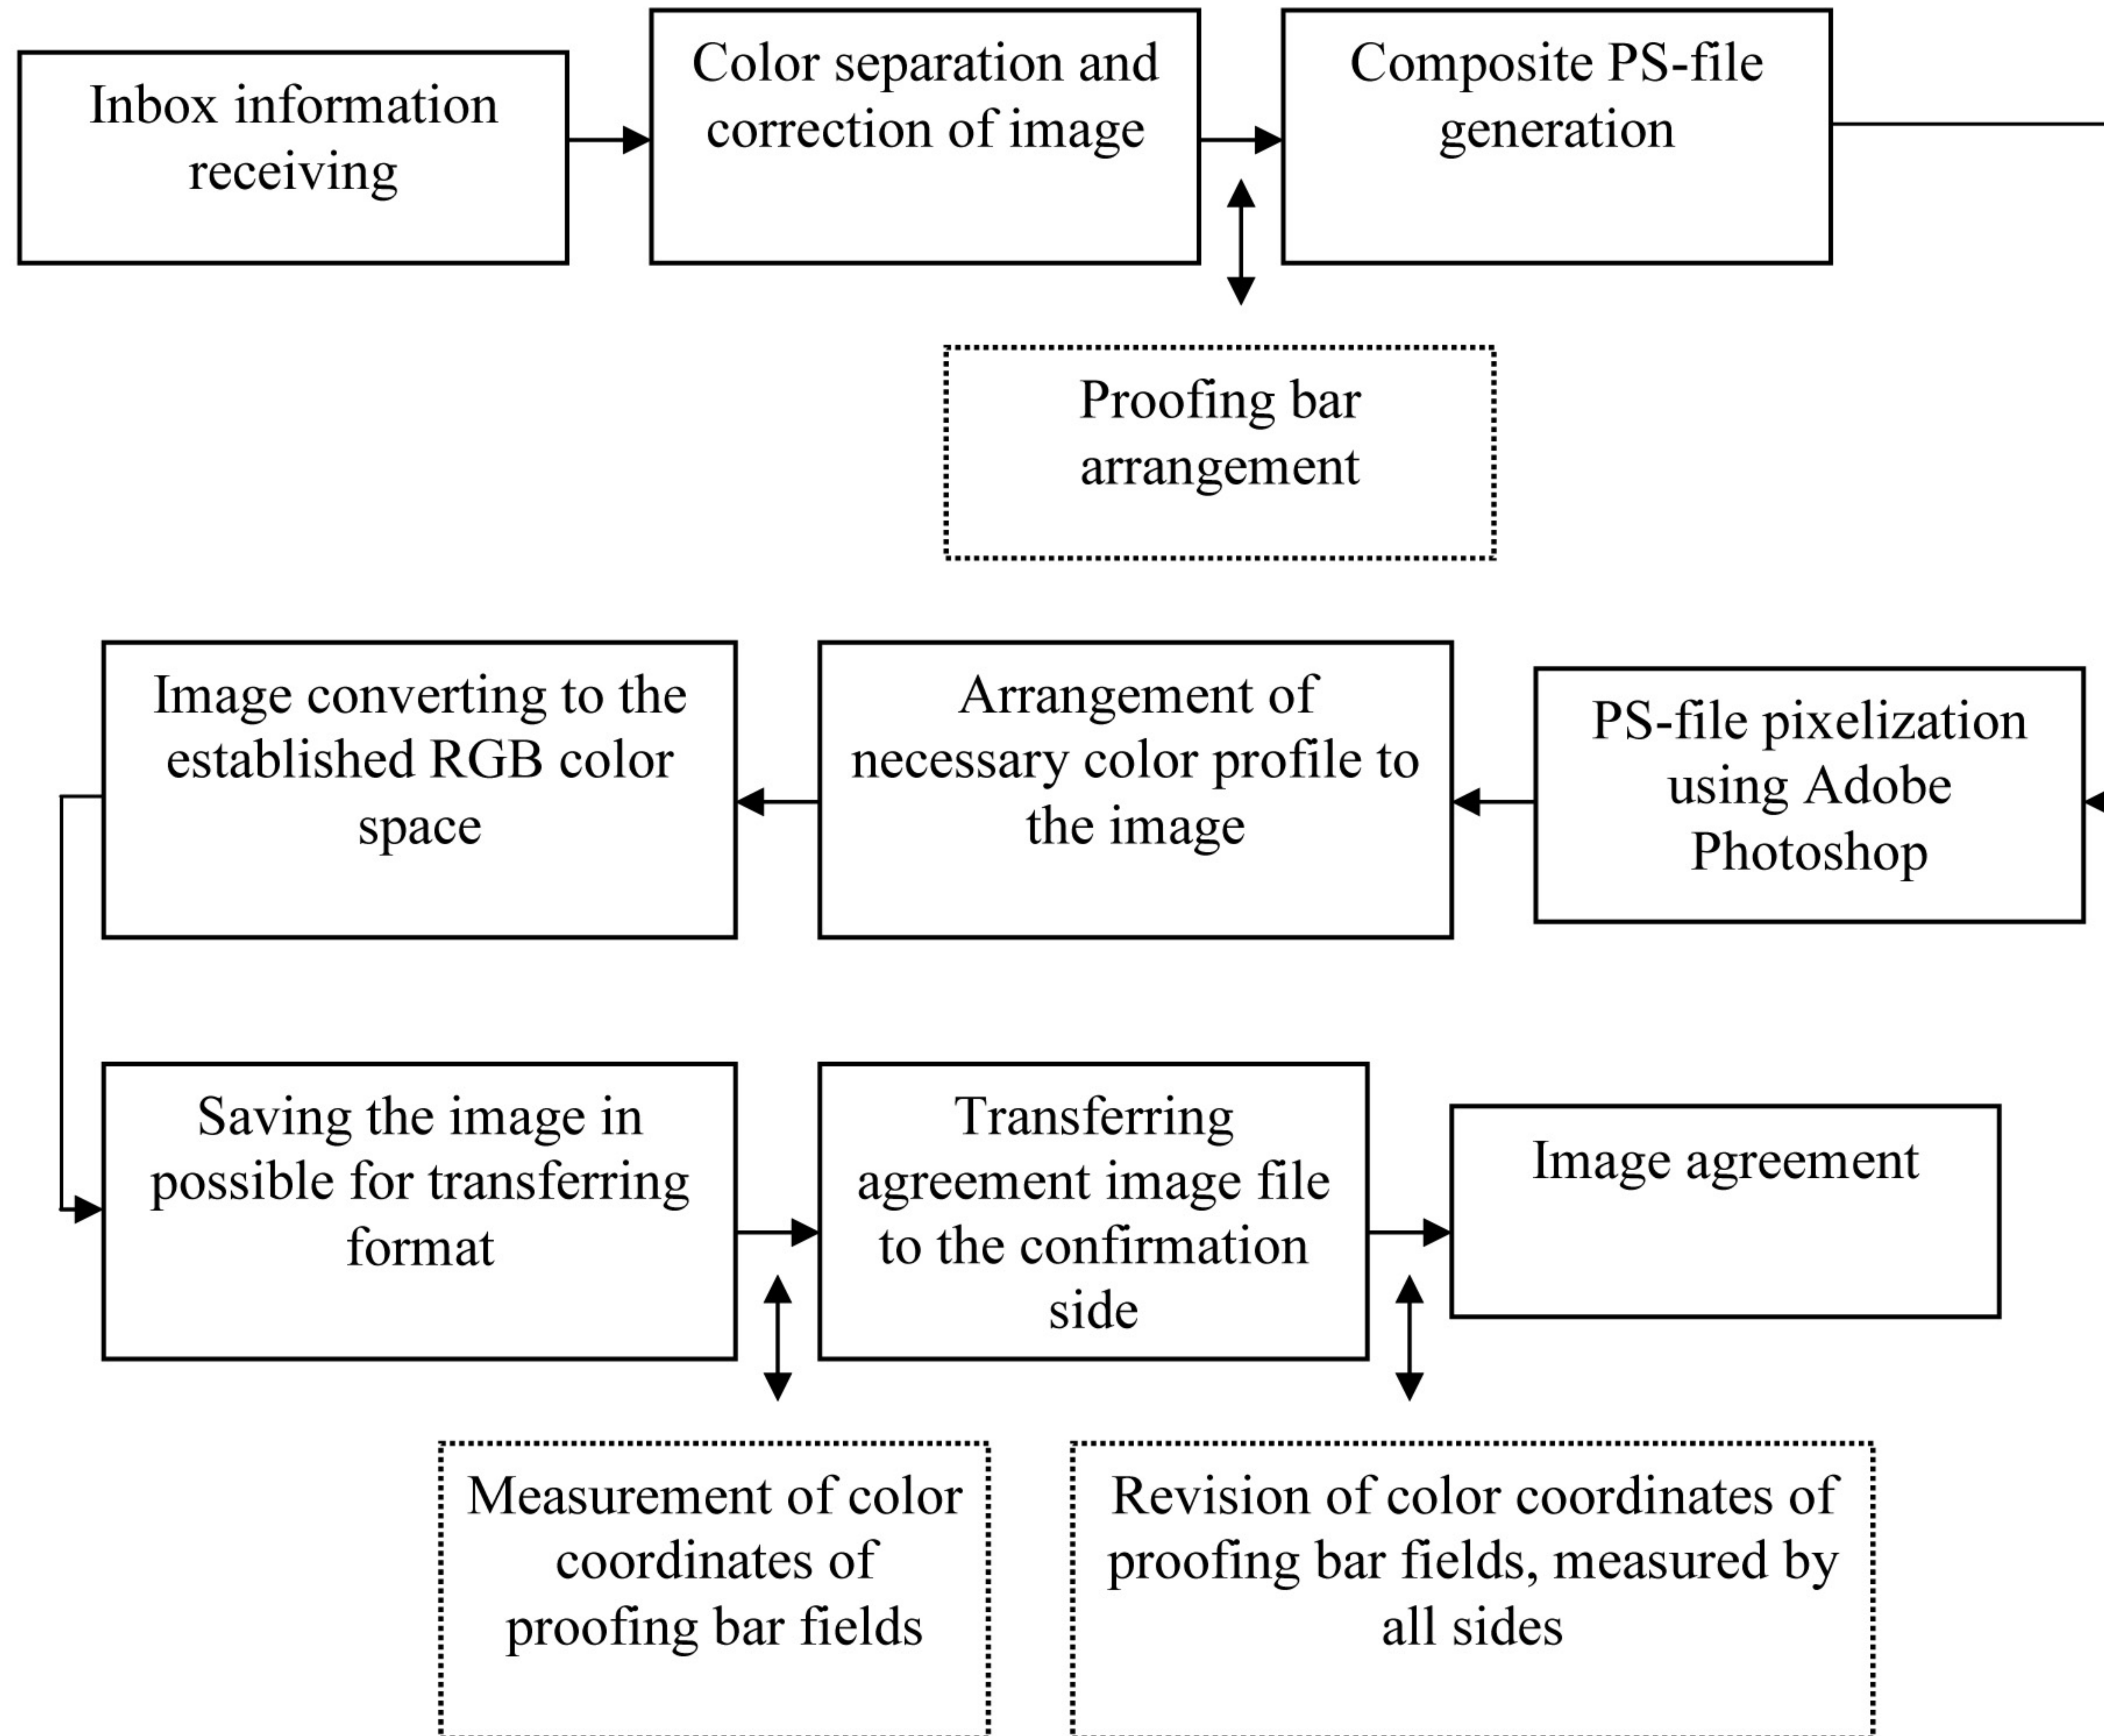 Inbox information
receiving
Color separation and
correction of image
Composite PS-file
generation
Proofing bar
arrangement
Image converting to the
established RGB color
space
Arrangement of
necessary color profile to
the image
PS-file pixelization
using Adobe
Photoshop
Saving the image in
possible for transferring
format
Transferring
agreement image file
to the confirmation
side
Image agreement
Measurement of color
coordinates of
proofing bar fields
Revision of color coordinates of
proofing bar fields, measured by
all sides